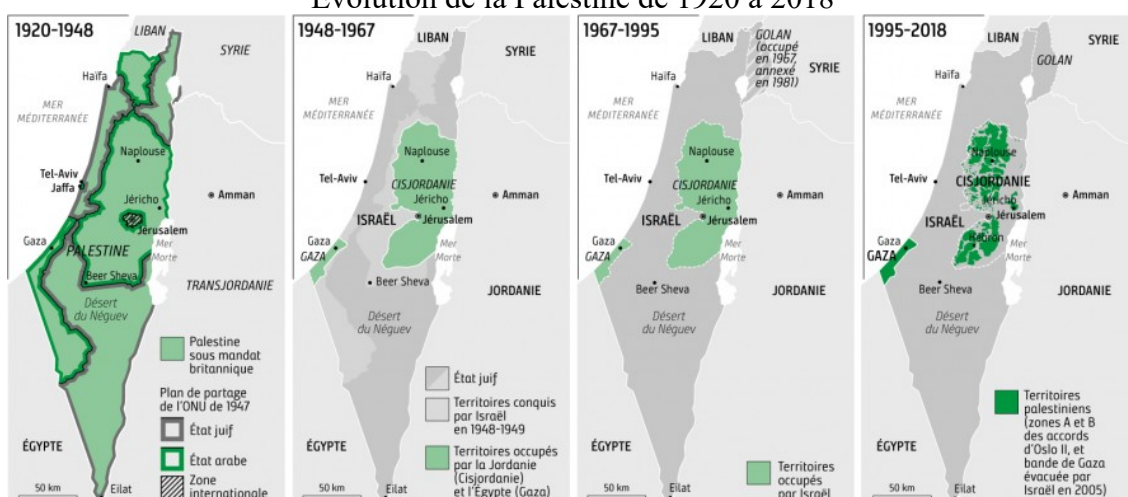 Évolution de la Palestine de 1920 à 2018
1920-1948
LIBAN
SYRIE
Haïfa
MER
MÉDITERRANÉE
Naplouse
Tel-Aviv
Jaffa
Jéricho
Amman
Jérusalem
Gaza
PALESTINE
Mer
Morte
Beer Sheva
TRANSJORDANIE
Désert
du Néguev
Palestine
sous mandat
britannique
Plan de partage
de l'ONU de 1947
État juif
État arabe
Zone
internationale
ÉGYPTE
50 km
Eilat
1948-1967
LIBAN
SYRIE
Haïfa
MER
MÉDITERRANÉE
Naplouse
Tel-Aviv
CISJORDANIE
Jéricho
Amman
ISRAËL
Jérusalem
Gaza
GAZA
Mer
Morte
Beer Sheva
JORDANIE
Désert
du Néguev
État juif
Territoires conquis
par Israël
en 1948-1949
Territoires occupés
par la Jordanie
(Cisjordanie)
et l'Égypte (Gaza)
ÉGYPTE
50 km
Eilat
1967-1995
LIBAN
GOLAN
(occupé
en 1967,
annexé
en 1981)
SYRIE
Haïfa
MER
MÉDITERRANÉE
Naplouse
Tel-Aviv
CISJORDANIE
Jéricho
Amman
ISRAËL
Jérusalem
Gaza
GAZA
Mer
Morte
Beer Sheva
JORDANIE
Désert
du Néguev
Territoires
occupés
par Israël
ÉGYPTE
50 km
Eilat
1995-2018
LIBAN
SYRIE
GOLAN
Haïfa
MER
MÉDITERRANÉE
Naplouse
Tel-Aviv
CISJORDANIE
Jéricho
Amman
ISRAËL
Jérusalem
Gaza
GAZA
Hébron
Mer
Morte
Beer Sheva
JORDANIE
Désert
du Néguev
Territoires
palestiniens
(zones A et B
des accords
d'Oslo II, et
bande de Gaza
évacuée par
Israël en 2005)
ÉGYPTE
50 km
Eilat